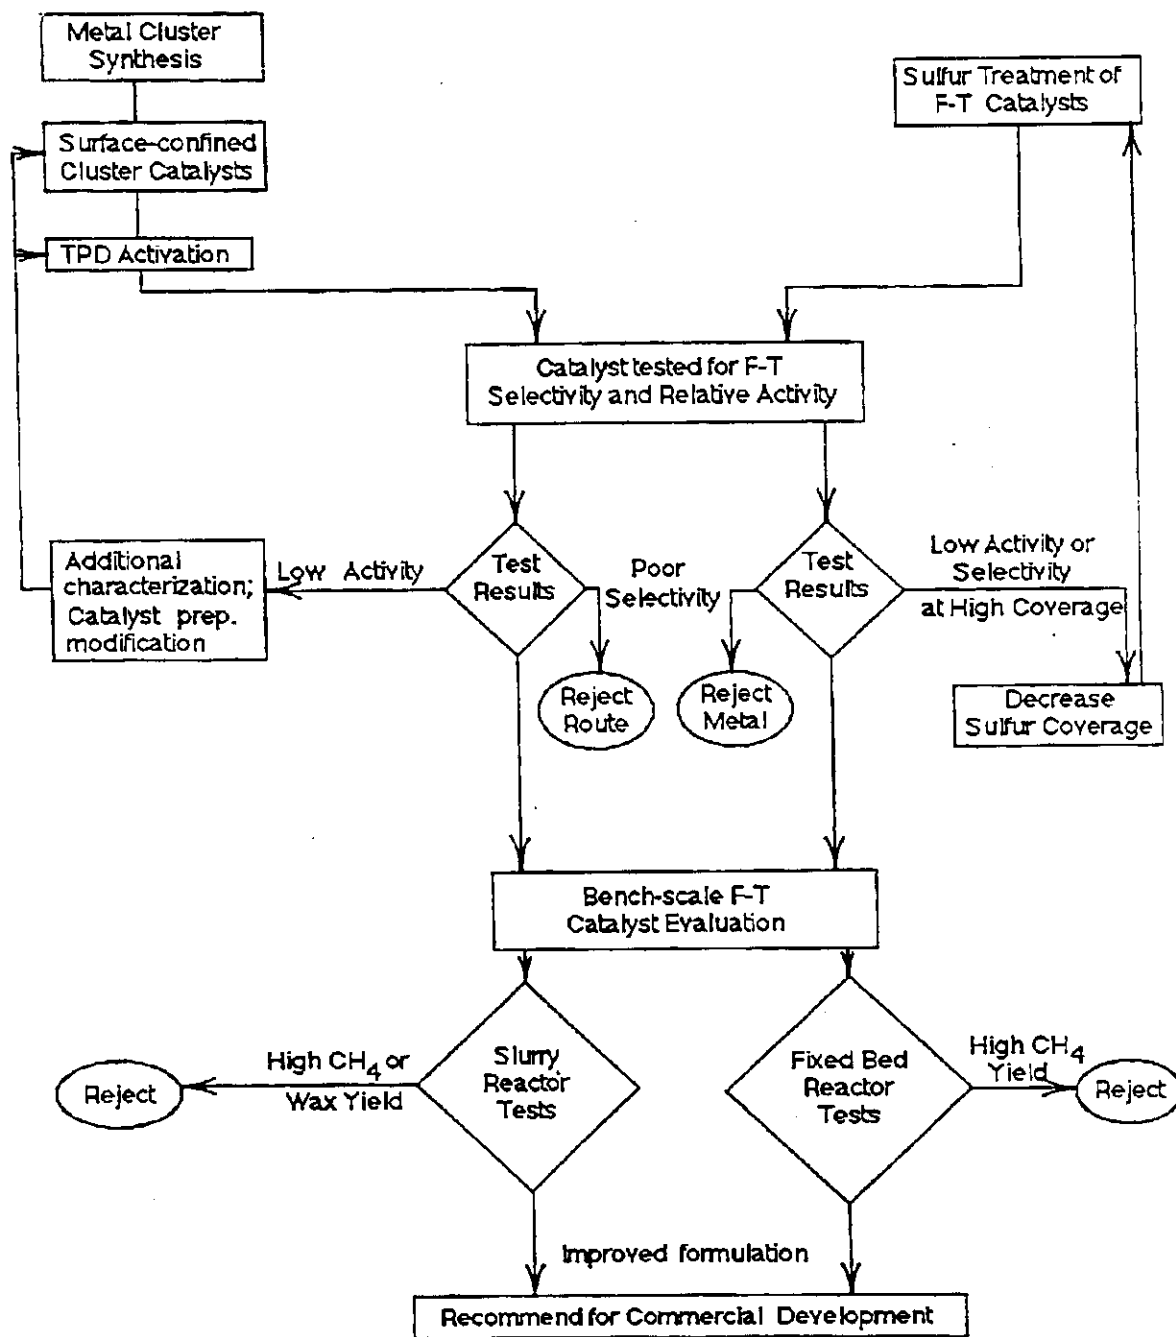 Metal Cluster
Synthesis
Sulfur Treatment of
F-T Catalysts
Surface-confined
Cluster Catalysts
TPD Activation
Catalyst tested for F-T
Selectivity and Relative Activity
Additional
characterization;
Catalyst prep.
modification
Low Activity
Test
Results
Poor
Selectivity
Test
Results
Low Activity or
Selectivity
at High Coverage
Reject
Route
Reject
Metal
Decrease
Sulfur Coverage
Bench-scale F-T
Catalyst Evaluation
Reject
High CH4 or
Wax Yield
Slurry
Reactor
Tests
Fixed Bed
Reactor
Tests
High CH4
Yield
Reject
Improved formulation
Recommend for Commercial Development